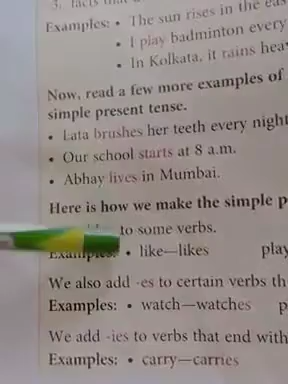 3. facts that a
Examples: • The sun rises in the eas
• I play badminton every
• In Kolkata, it rains hea
Now, read a few more examples of
simple present tense.
• Lata brushes her teeth every night
• Our school starts at 8 a.m.
• Abhay lives in Mumbai.
Here is how we make the simple p
to some verbs.
Examples: • like—likes play
We also add -es to certain verbs th
Examples: • watch—watches p
We add -ies to verbs that end with
Examples: • carry—carries